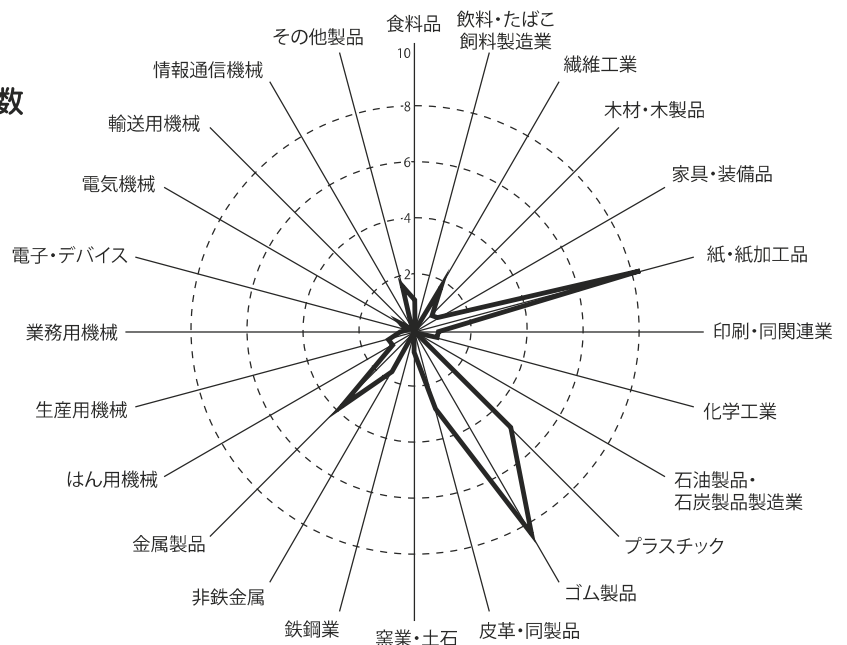 数
食料品
飲料・たばこ
飼料製造業
繊維工業
木材・木製品
家具・装備品
紙・紙加工品
印刷・同関連業
化学工業
石油製品・
石炭製品製造業
プラスチック
ゴム製品
皮革・同製品
窯業・土石
鉄鋼業
非鉄金属
金属製品
はん用機械
生産用機械
業務用機械
電子・デバイス
電気機械
輸送用機械
情報通信機械
その他製品
10
8
6
4
2